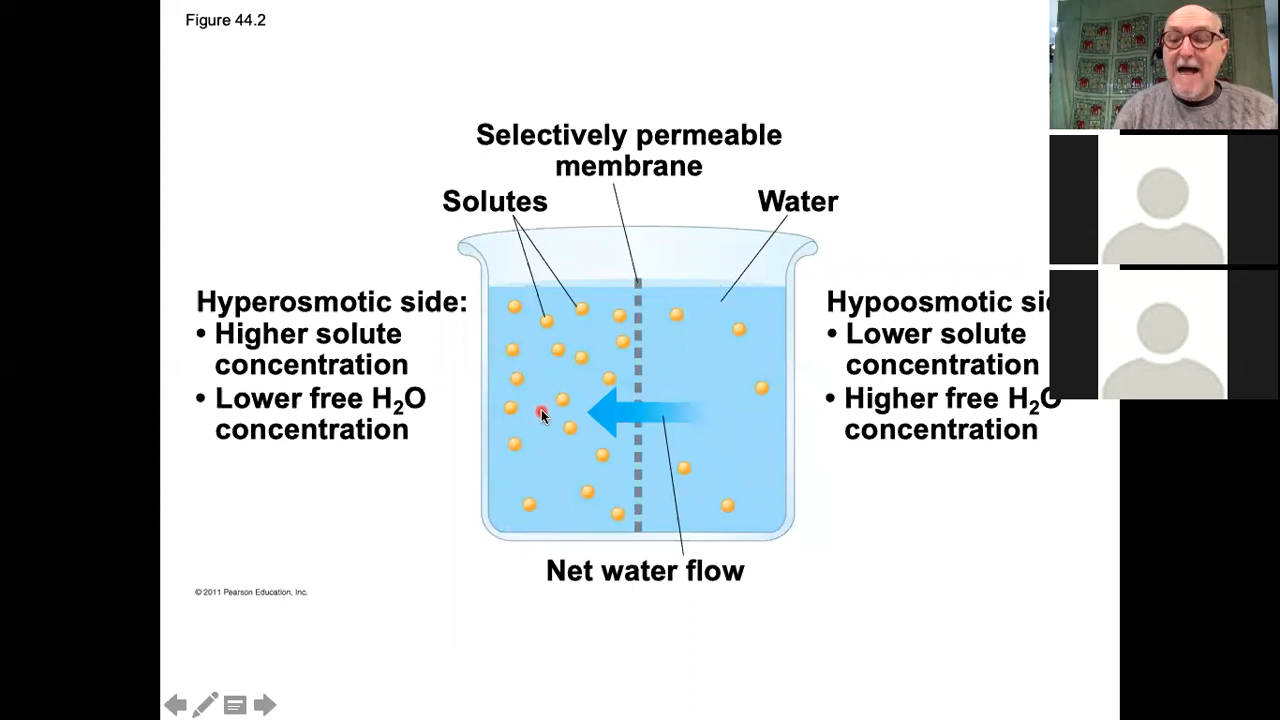 Figure 44.2
Selectively permeable
membrane
Solutes
Water
Hyperosmotic side:
• Higher solute
concentration
• Lower free H₂O
concentration
Hypoosmotic
• Lower solute
concentration
• Higher free H₂O
concentration
Net water flow
© 2011 Pearson Education, Inc.